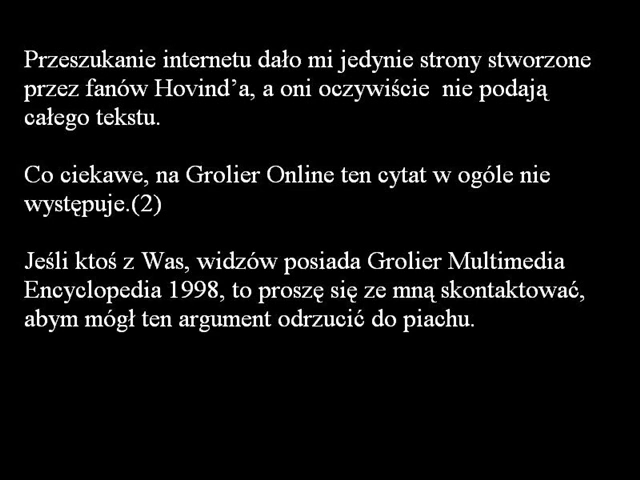 Przeszukanie internetu dało mi jedynie strony stworzone
przez fanów Hovind'a, a oni oczywiście  nie podają
całego tekstu.
Co ciekawe, na Grolier Online ten cytat w ogóle nie
występuje.(2)
Jeśli ktoś z Was, widzów posiada Grolier Multimedia
Encyclopedia 1998, to proszę się ze mną skontaktować,
abym mógł ten argument odrzucić do piachu.